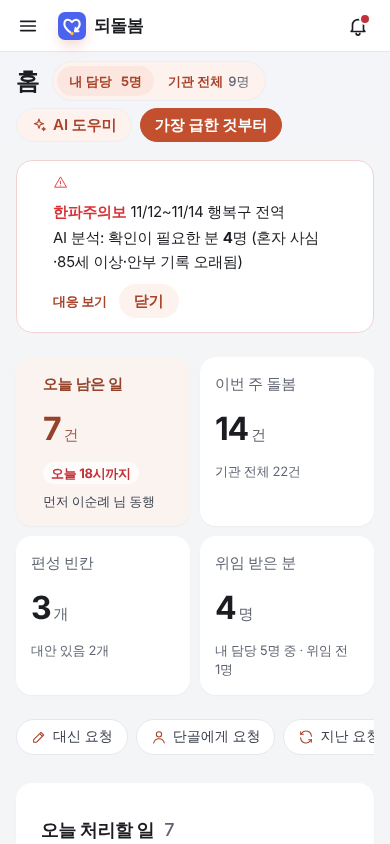 되돌봄
홈
내 담당 5명 기관 전체 9명
AI 도우미 가장 급한 것부터
한파주의보 11/12~11/14 행복구 전역
AI 분석: 확인이 필요한 분 4명 (혼자 사심
·85세 이상·안부 기록 오래됨)
대응 보기 닫기
오늘 남은 일
7 건
오늘 18시까지
먼저 이순례 님 동행
이번 주 돌봄
14 건
기관 전체 22건
편성 빈칸
3 개
대안 있음 2개
위임 받은 분
4 명
내 담당 5명 중 · 위임 전
1명
대신 요청 단골에게 요청 지난 요청
오늘 처리할 일 7